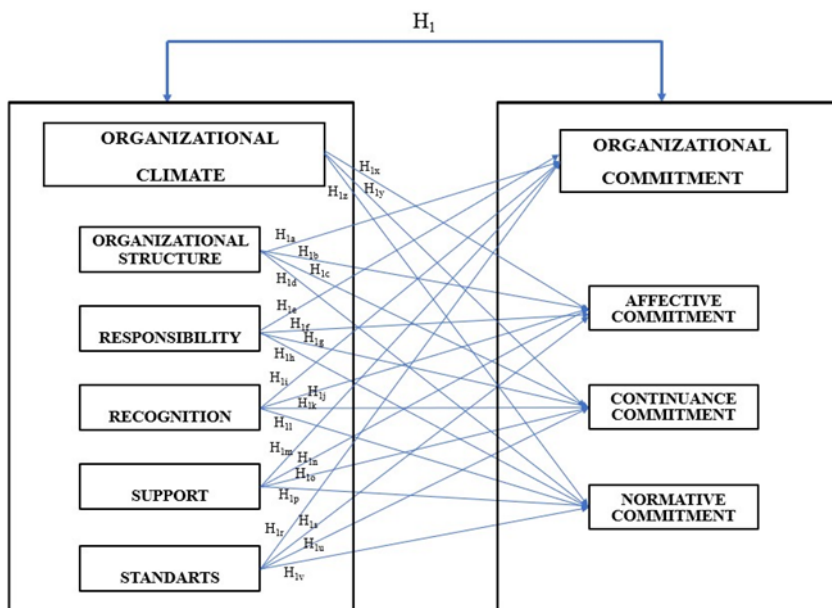 H1
ORGANIZATIONAL
CLIMATE
ORGANIZATIONAL
COMMITMENT
H1x
H1y
H1z
ORGANIZATIONAL
STRUCTURE
H1a
H1b
H1c
H1d
RESPONSIBILITY
H1e
H1f
H1g
H1h
AFFECTIVE
COMMITMENT
RECOGNITION
H1i
H1j
H1k
H1l
CONTINUANCE
COMMITMENT
SUPPORT
H1m
H1n
H1o
H1p
NORMATIVE
COMMITMENT
STANDARTS
H1r
H1s
H1u
H1v